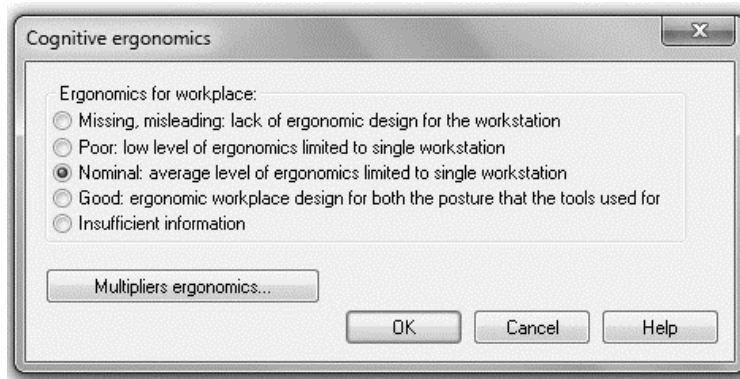 Cognitive ergonomics
Ergonomics for workplace:
Missing, misleading: lack of ergonomic design for the workstation
Poor: low level of ergonomics limited to single workstation
Nominal: average level of ergonomics limited to single workstation
Good: ergonomic workplace design for both the posture that the tools used for
Insufficient information
Multipliers ergonomics...
OK Cancel Help